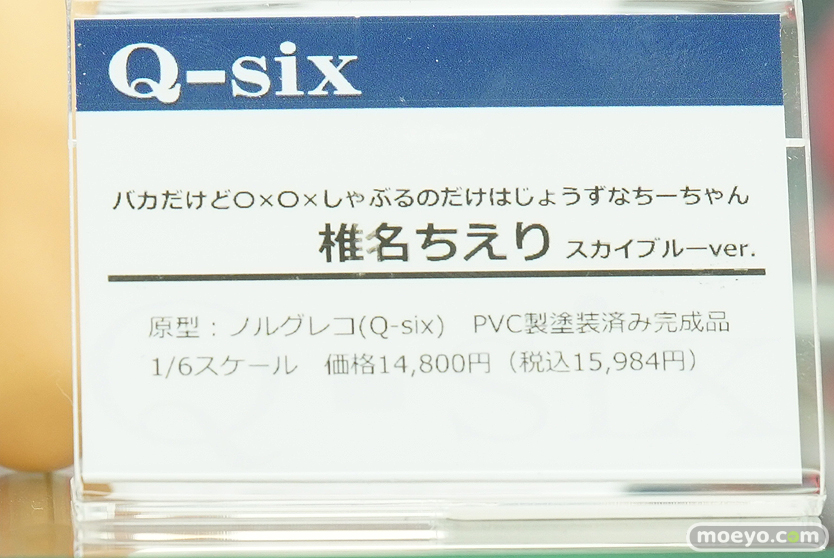 Q-six
バカだけど〇×〇×しゃぶるのだけはじょうずなちーちゃん
椎名ちえり スカイブルーver.
原型：ノルグレコ(Q-six)　PVC製塗装済み完成品
1/6スケール　価格14,800円（税込15,984円）
Q-six
moeyo.com